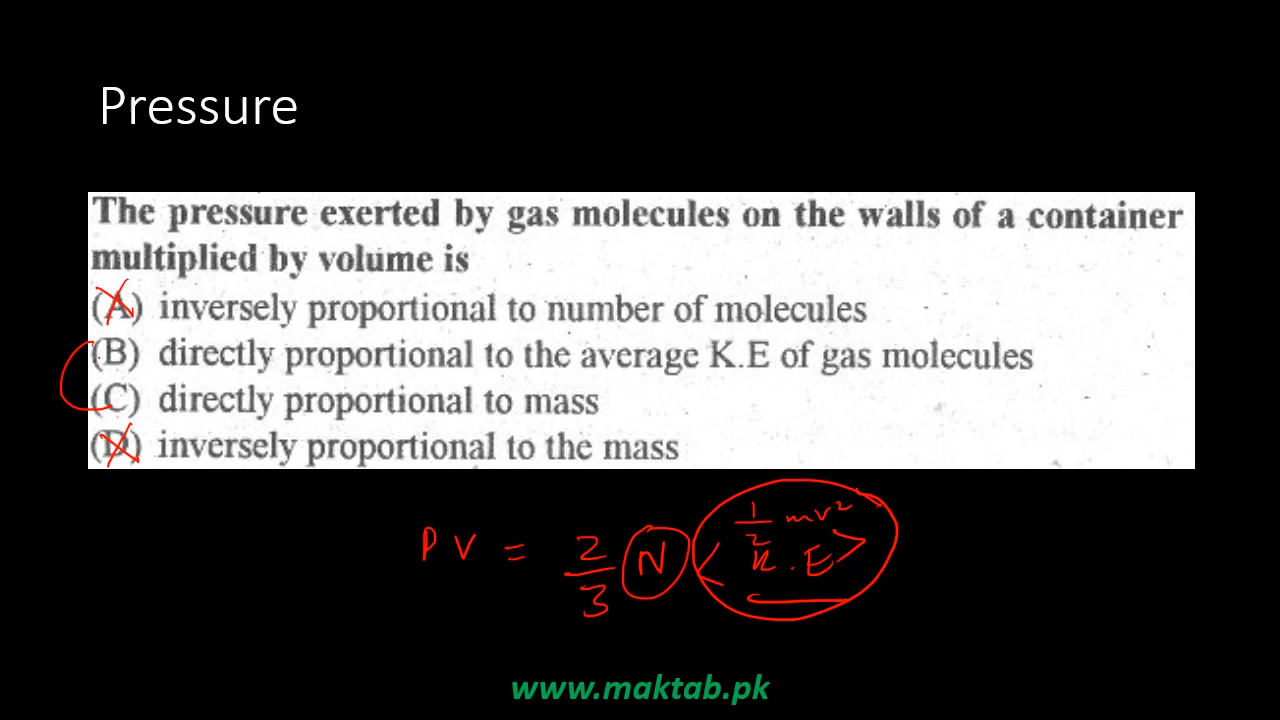 Pressure
The pressure exerted by gas molecules on the walls of a container
multiplied by volume is
(A) inversely proportional to number of molecules
(B) directly proportional to the average K.E of gas molecules
(C) directly proportional to mass
(D) inversely proportional to the mass
1/2 mv²
PV = 2/3 N <K.E>
www.maktab.pk